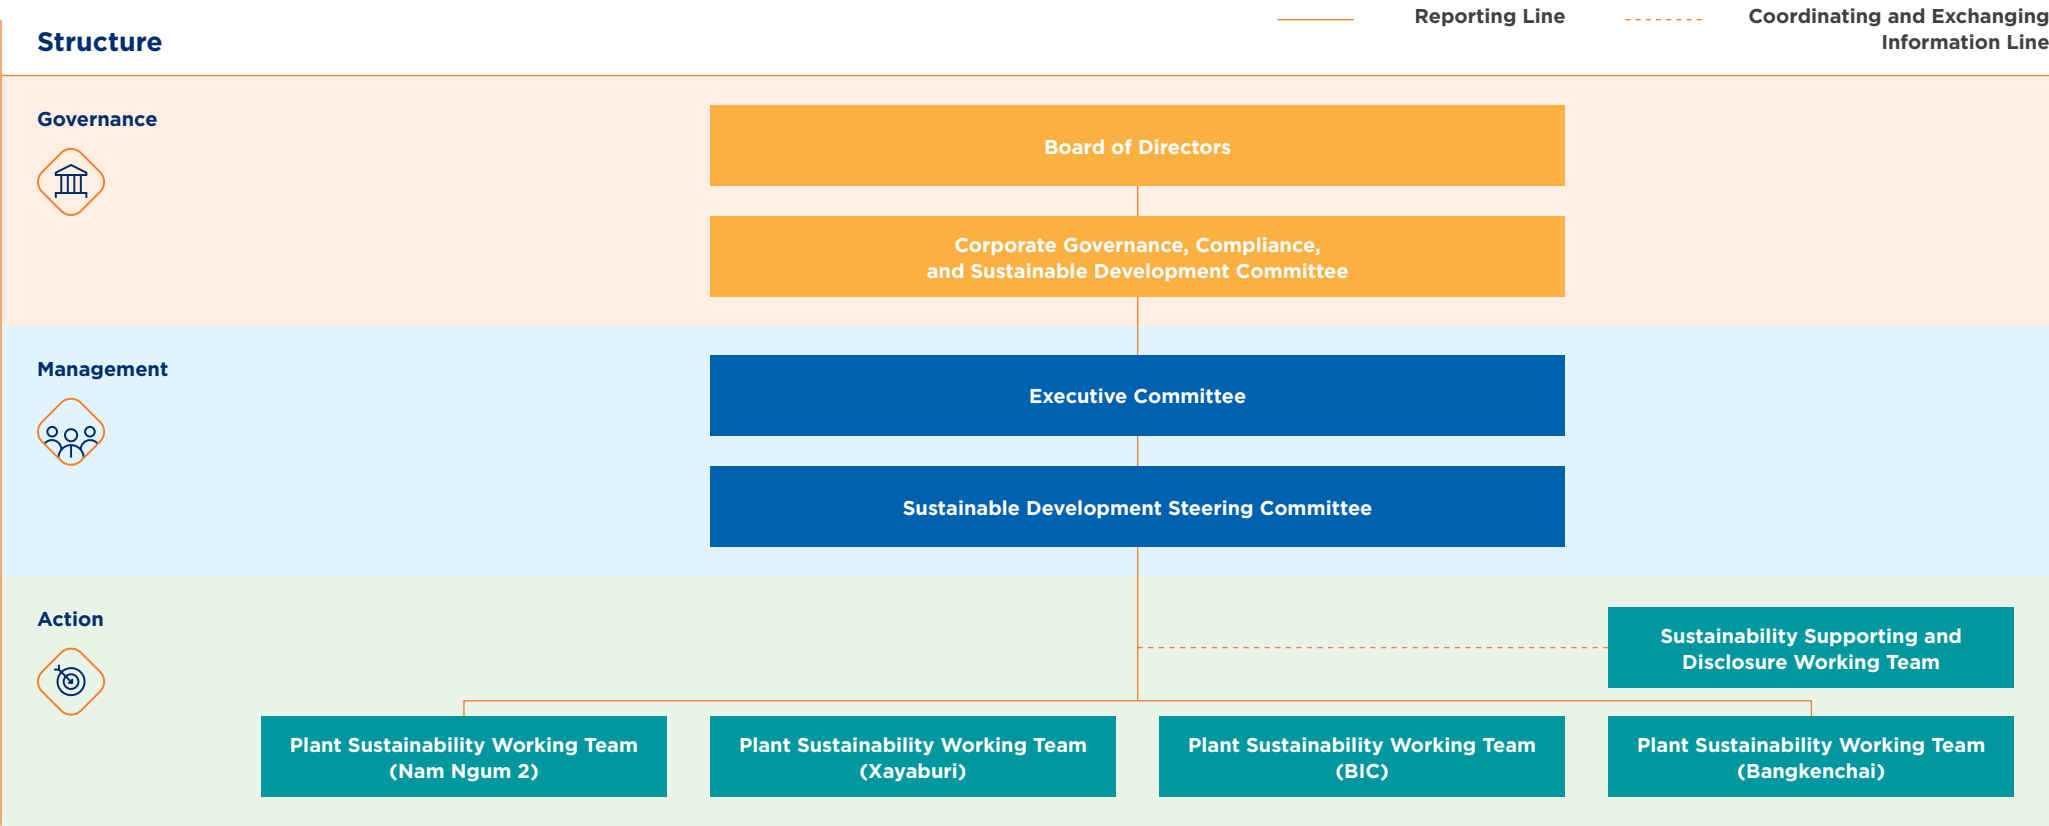 Structure
Reporting Line
Coordinating and Exchanging
Information Line
Governance
Board of Directors
Corporate Governance, Compliance,
and Sustainable Development Committee
Management
Executive Committee
Sustainable Development Steering Committee
Action
Sustainability Supporting and
Disclosure Working Team
Plant Sustainability Working Team
(Nam Ngum 2)
Plant Sustainability Working Team
(Xayaburi)
Plant Sustainability Working Team
(BIC)
Plant Sustainability Working Team
(Bangkenchai)